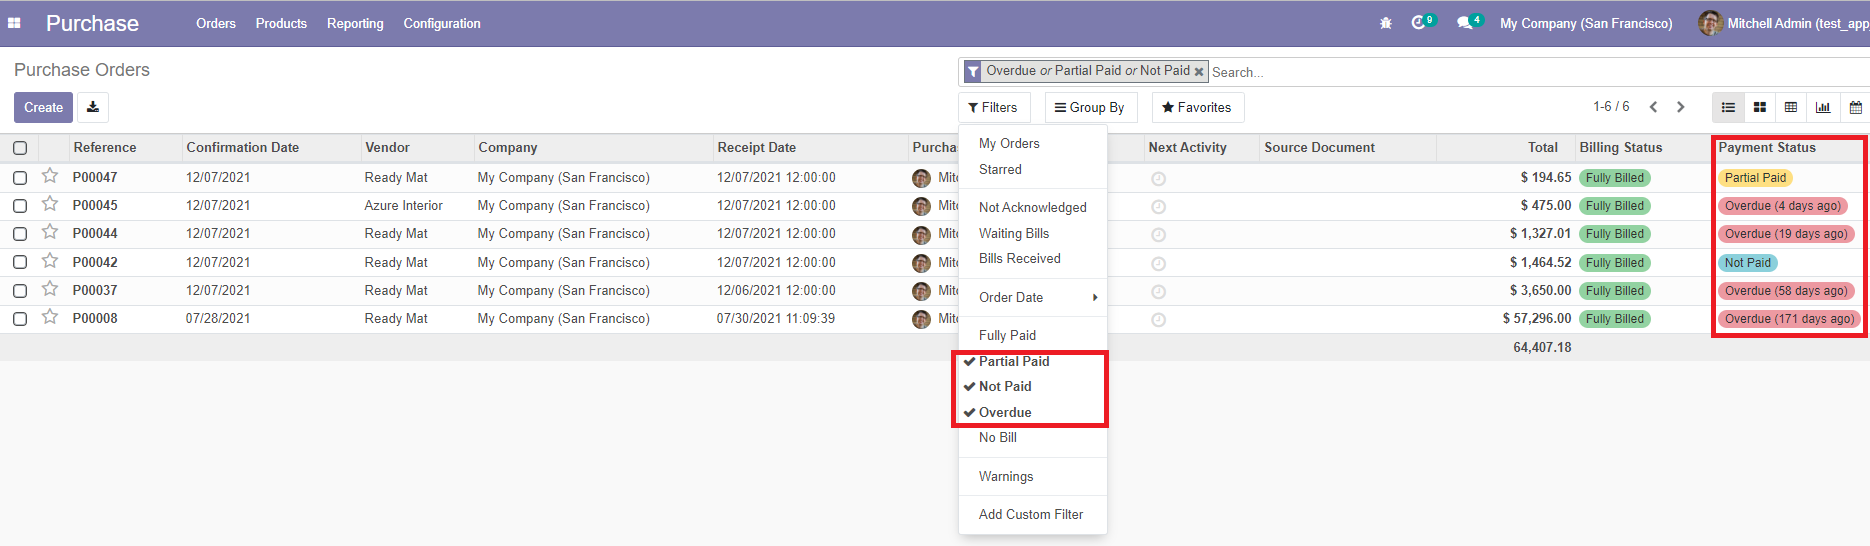 Purchase Orders Products Reporting Configuration 9 4 My Company (San Francisco) Mitchell Admin (test_app
Purchase Orders Overdue or Partial Paid or Not Paid Search...
Create Filters Group By Favorites 1-6 / 6
Reference Confirmation Date Vendor Company Receipt Date Purcha Next Activity Source Document Total Billing Status Payment Status
P00047 12/07/2021 Ready Mat My Company (San Francisco) 12/07/2021 12:00:00 Mitc $ 194.65 Fully Billed Partial Paid
P00045 12/07/2021 Azure Interior My Company (San Francisco) 12/07/2021 12:00:00 Mitc $ 475.00 Fully Billed Overdue (4 days ago)
P00044 12/07/2021 Ready Mat My Company (San Francisco) 12/07/2021 12:00:00 Mitc $ 1,327.01 Fully Billed Overdue (19 days ago)
P00042 12/07/2021 Ready Mat My Company (San Francisco) 12/07/2021 12:00:00 Mitc $ 1,464.52 Fully Billed Not Paid
P00037 12/07/2021 Ready Mat My Company (San Francisco) 12/06/2021 12:00:00 Mitc $ 3,650.00 Fully Billed Overdue (58 days ago)
P00008 07/28/2021 Ready Mat My Company (San Francisco) 07/30/2021 11:09:39 Mitc $ 57,296.00 Fully Billed Overdue (171 days ago)
64,407.18
My Orders
Starred
Not Acknowledged
Waiting Bills
Bills Received
Order Date
Fully Paid
Partial Paid
Not Paid
Overdue
No Bill
Warnings
Add Custom Filter